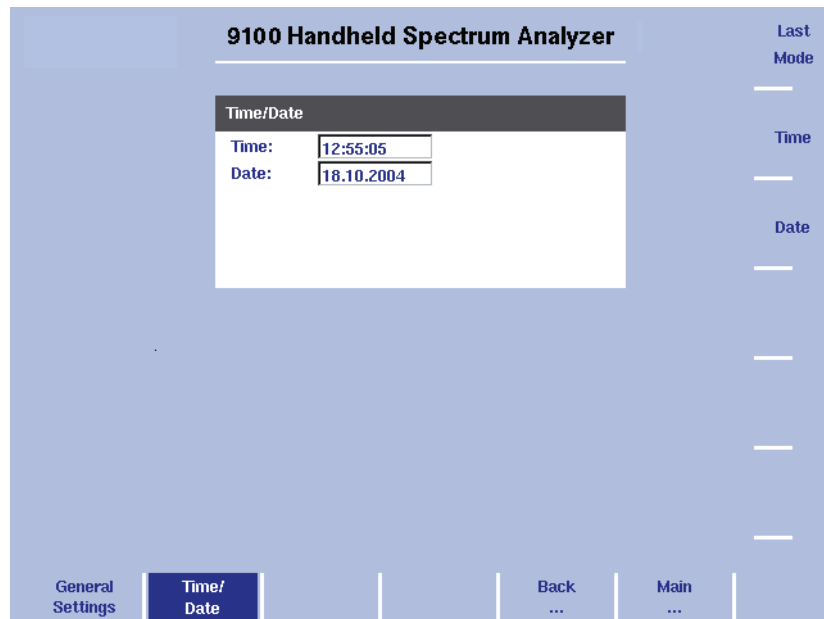 9100 Handheld Spectrum Analyzer
Last
Mode
Time/Date
Time: 12:55:05
Date: 18.10.2004
Time
Date
General
Settings
Time/
Date
Back
...
Main
...